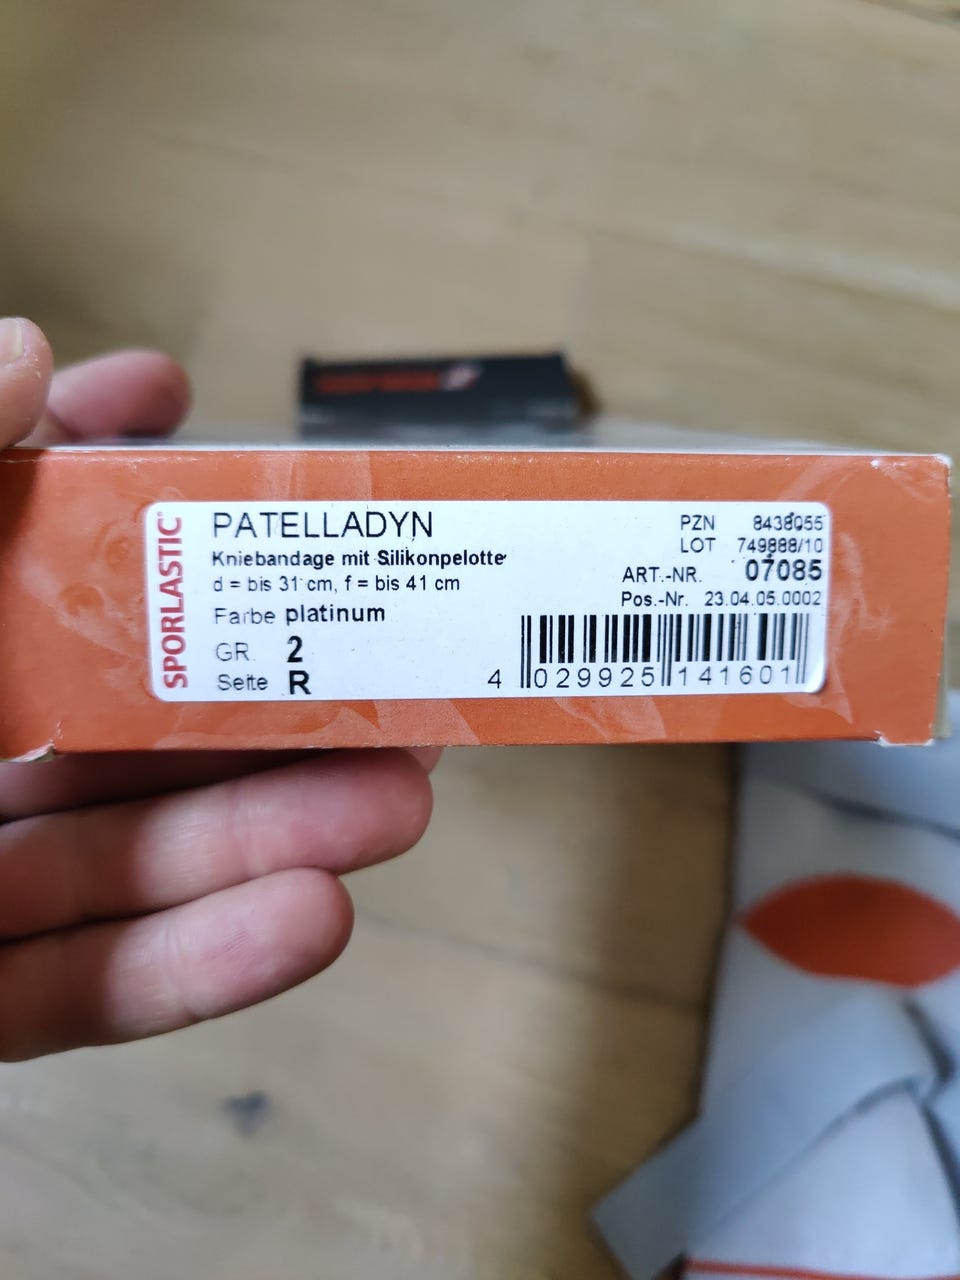 SPORLASTIC
PATELLADYN
Kniebandage mit Silikonpelotte
d = bis 31 cm, f = bis 41 cm
Farbe platinum
GR. 2
Seite R
PZN 8438055
LOT 749888/10
ART.-NR. 07085
Pos.-Nr. 23.04.05.0002
4 029925 141601